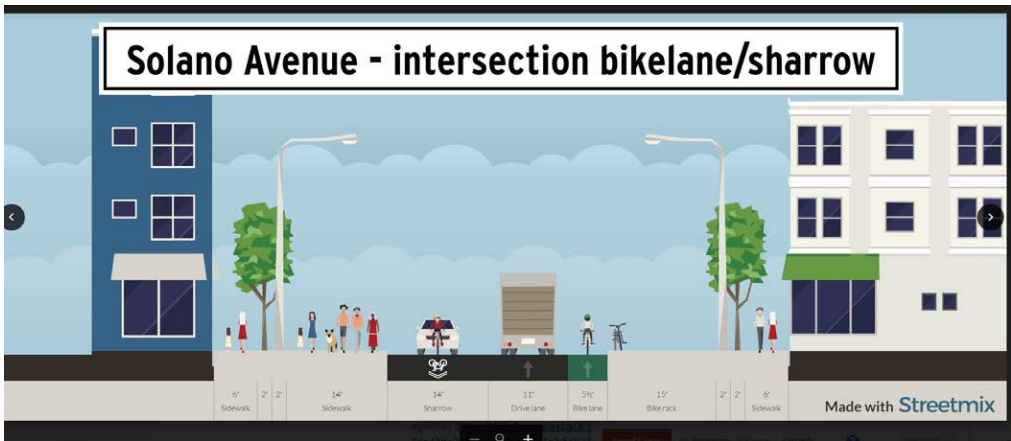 Solano Avenue - intersection bikelane/sharrow
6' 2' 2' 14' 14' 11' 5½' 15' 2' 2' 6'
Sidewalk Sidewalk Sharrow Drive lane Bike lane Bike rack Sidewalk
Made with Streetmix